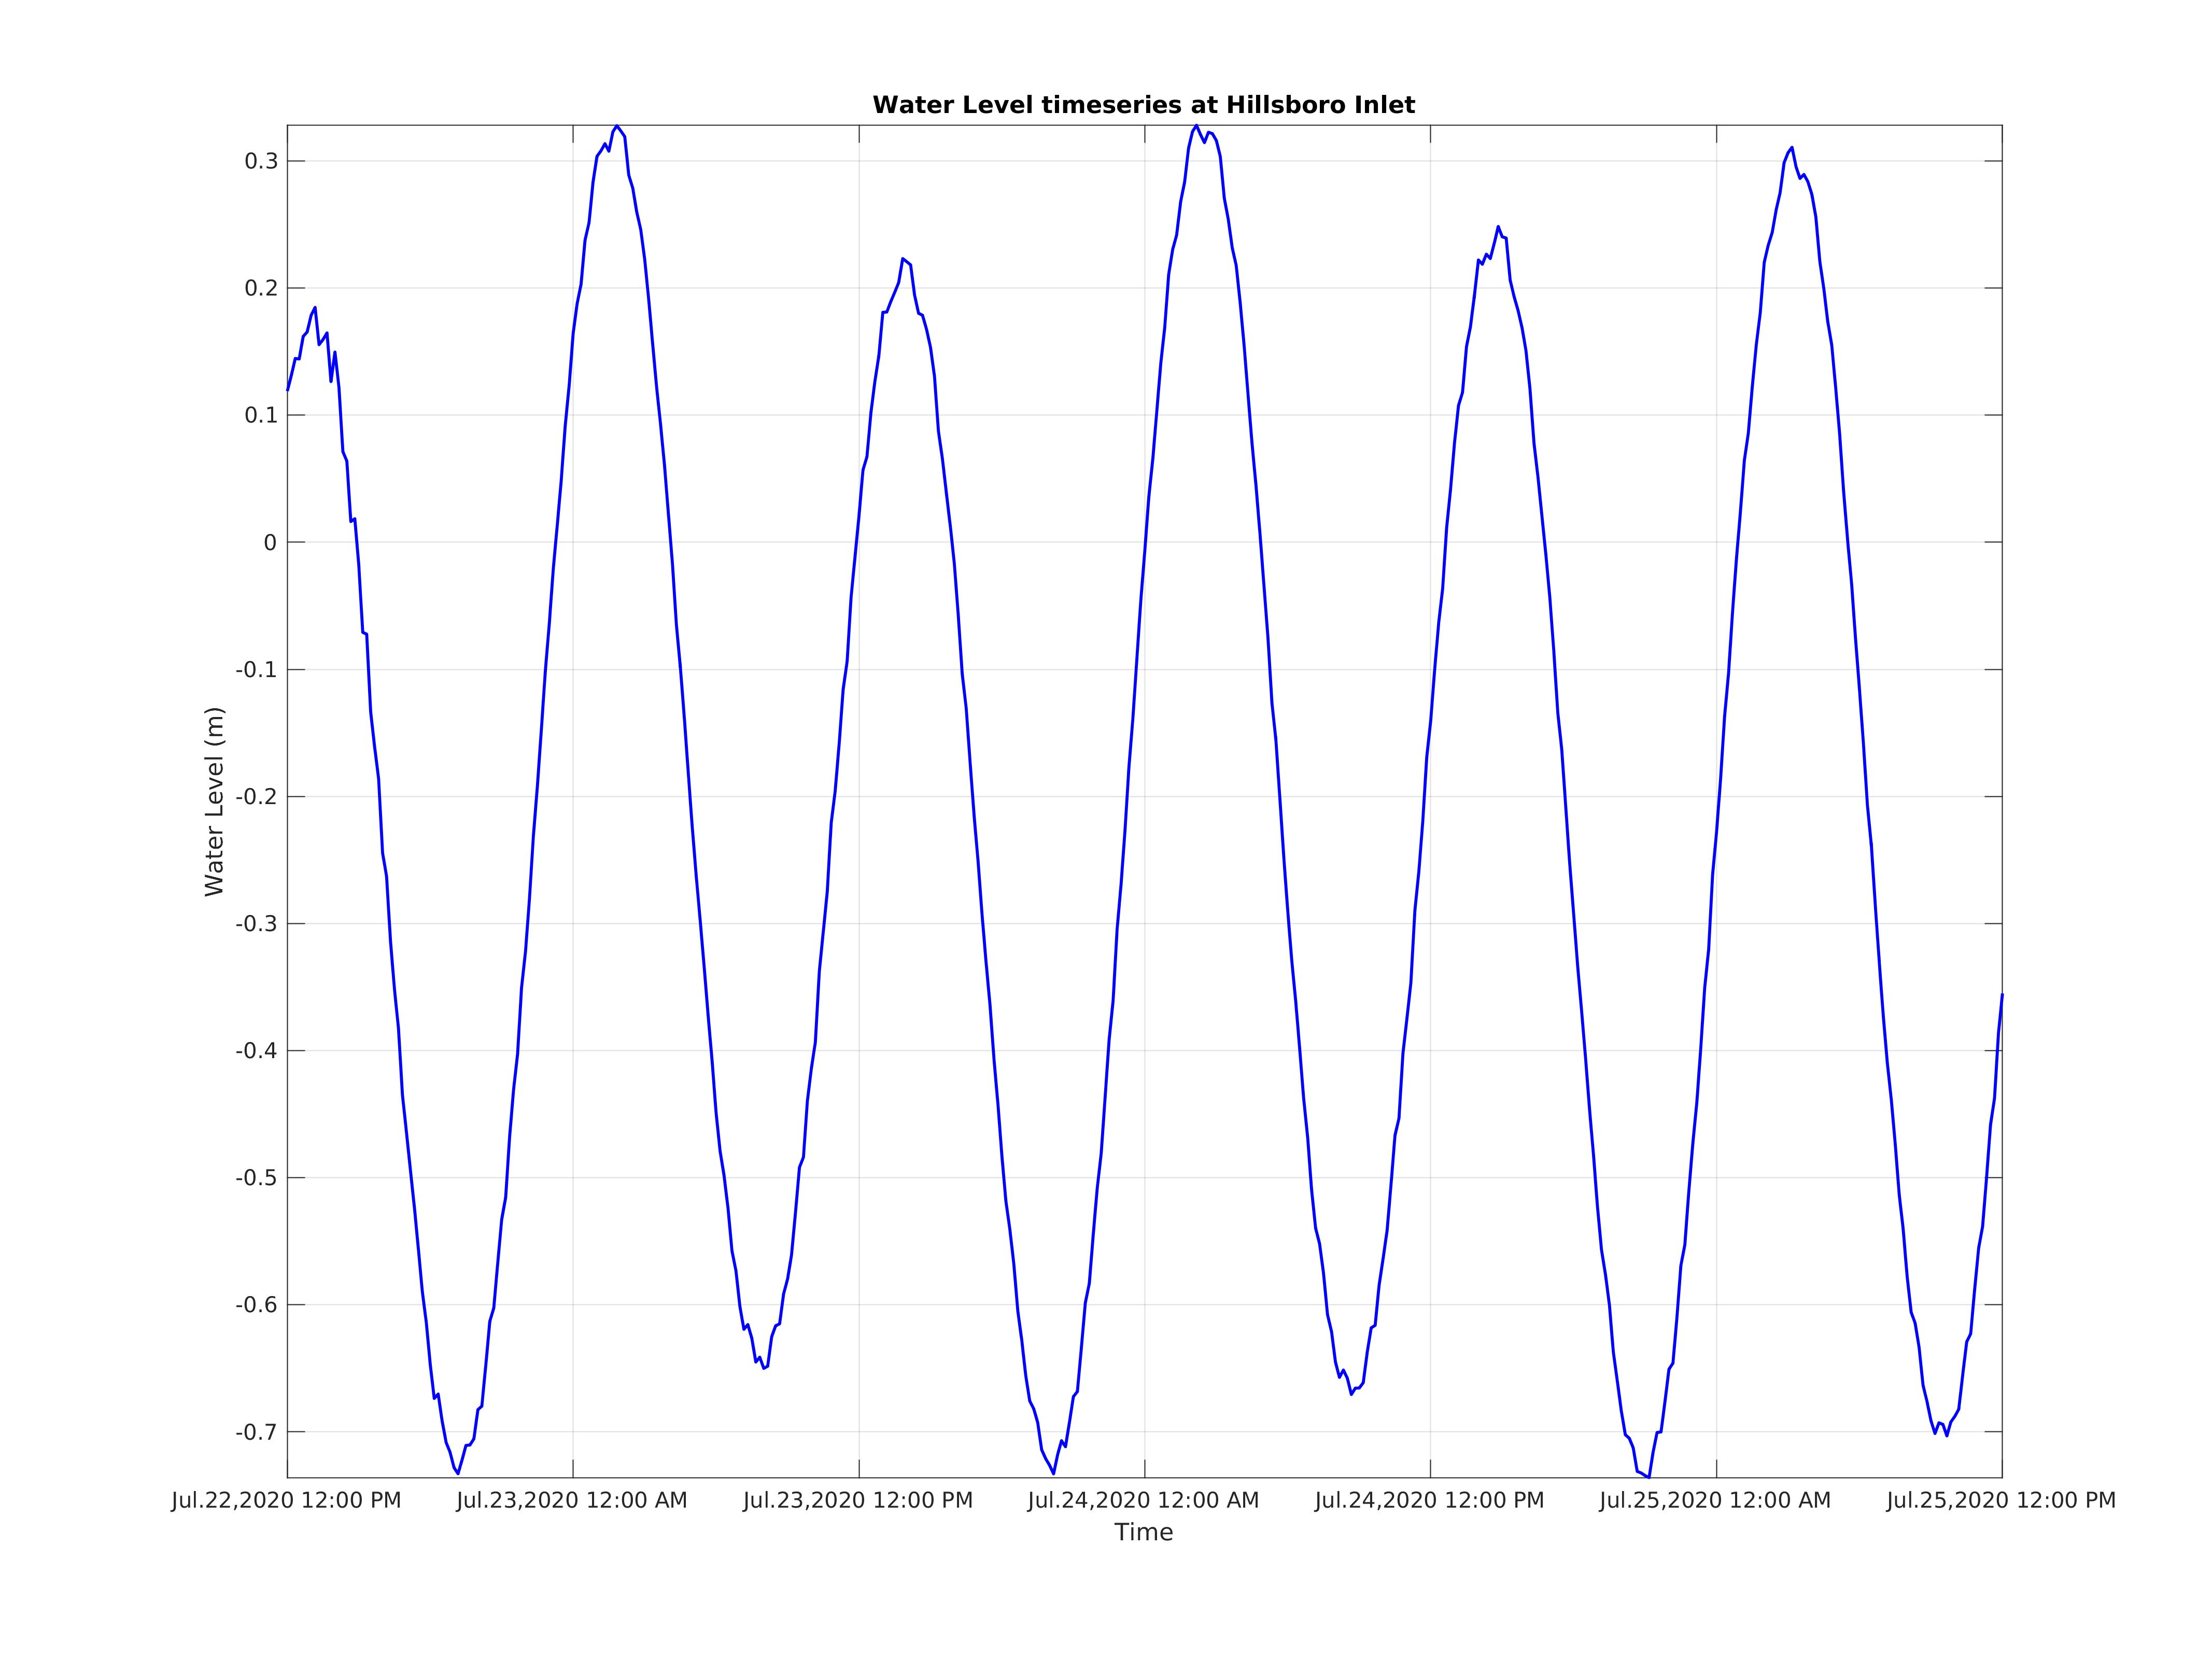 Water Level timeseries at Hillsboro Inlet
0.3
0.2
0.1
0
-0.1
-0.2
-0.3
-0.4
-0.5
-0.6
-0.7
Water Level (m)
Jul.22,2020 12:00 PM Jul.23,2020 12:00 AM Jul.23,2020 12:00 PM Jul.24,2020 12:00 AM Jul.24,2020 12:00 PM Jul.25,2020 12:00 AM Jul.25,2020 12:00 PM
Time